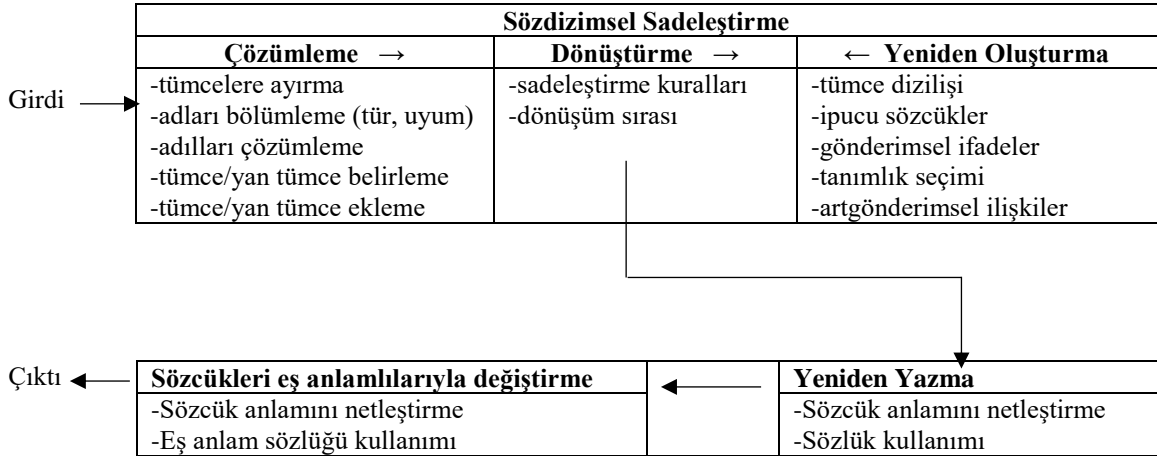 Sözdizimsel Sadeleştirme
Çözümleme → Dönüştürme → ← Yeniden Oluşturma
Girdi
-tümcelere ayırma
-adları bölümleme (tür, uyum)
-adılları çözümleme
-tümce/yan tümce belirleme
-tümce/yan tümce ekleme
-sadeleştirme kuralları
-dönüşüm sırası
-tümce dizilişi
-ipucu sözcükler
-gönderimsel ifadeler
-tanımlık seçimi
-artgönderimsel ilişkiler
Çıktı
Sözcükleri eş anlamlılarıyla değiştirme
-Sözcük anlamını netleştirme
-Eş anlam sözlüğü kullanımı
Yeniden Yazma
-Sözcük anlamını netleştirme
-Sözlük kullanımı